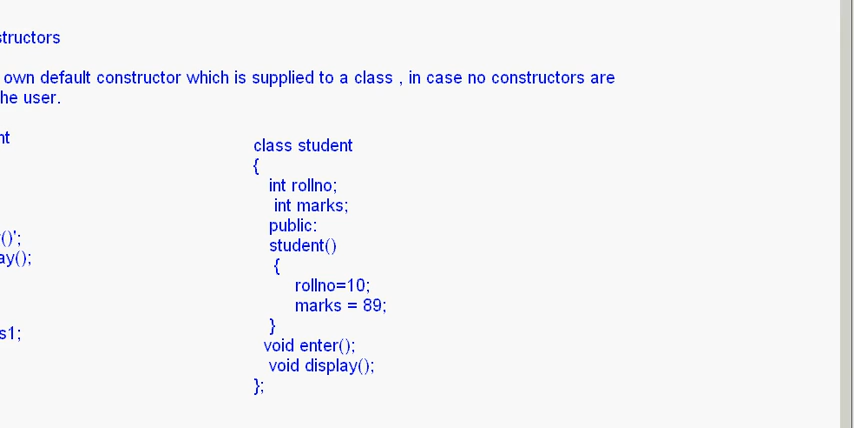 structors
own default constructor which is supplied to a class , in case no constructors are
he user.
nt
()';
ay();
s1;
class student
{
int rollno;
int marks;
public:
student()
{
rollno=10;
marks = 89;
}
void enter();
void display();
};